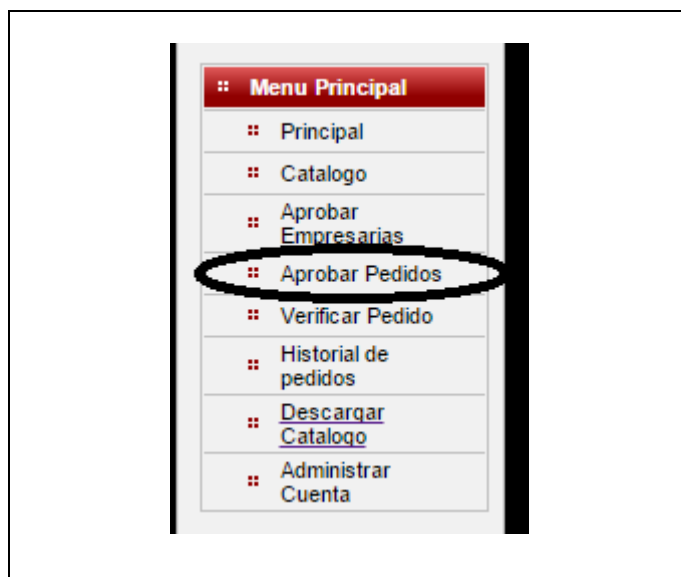 Menu Principal
Principal
Catalogo
Aprobar
Empresarias
Aprobar Pedidos
Verificar Pedido
Historial de
pedidos
Descargar
Catalogo
Administrar
Cuenta